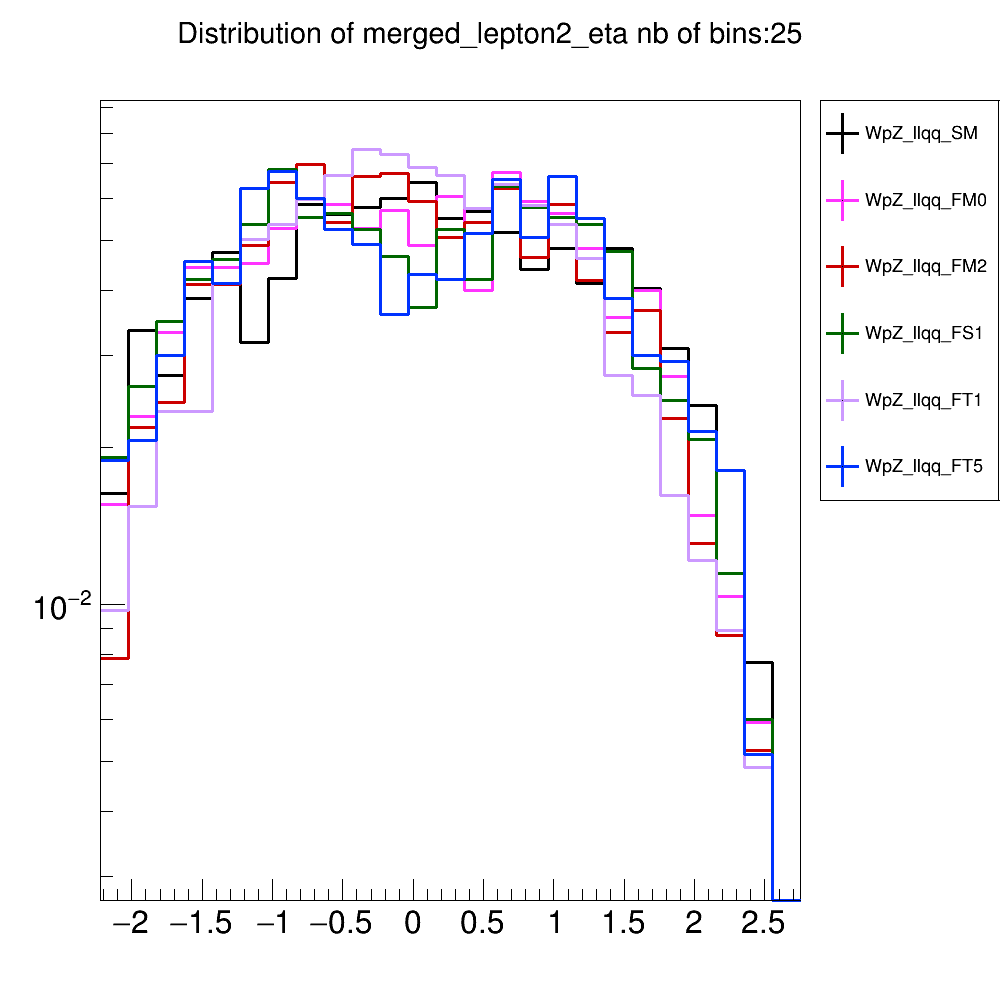 Distribution of merged_lepton2_eta nb of bins:25
WpZ_llqq_SM
WpZ_llqq_FM0
WpZ_llqq_FM2
WpZ_llqq_FS1
WpZ_llqq_FT1
WpZ_llqq_FT5
10⁻²
−2 −1.5 −1 −0.5 0 0.5 1 1.5 2 2.5